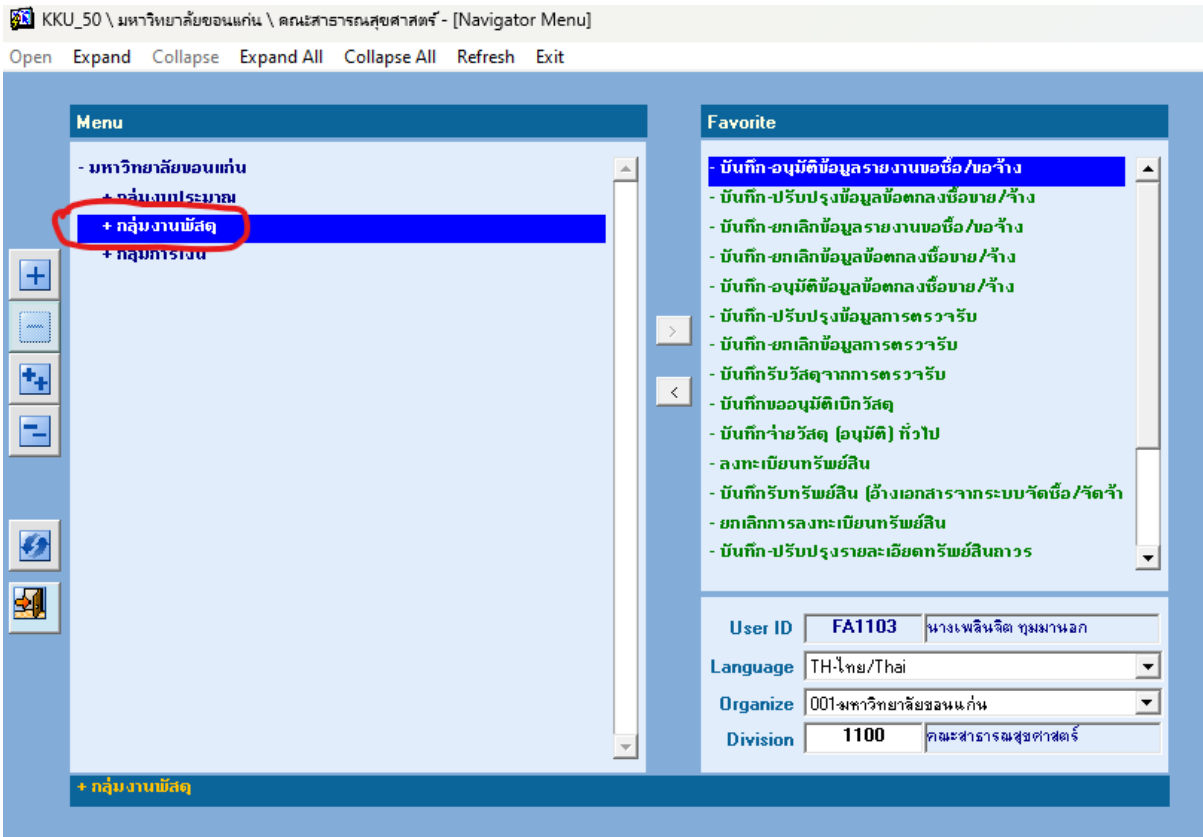 KKU_50 \ มหาวิทยาลัยขอนแก่น \ คณะสาธารณสุขศาสตร์ - [Navigator Menu]
Open Expand Collapse Expand All Collapse All Refresh Exit
Menu
- มหาวิทยาลัยขอนแก่น
+ กลุ่มงบประมาณ
+ กลุ่มงานพัสดุ
+ กลุ่มการเงิน
>
<
Favorite
- บันทึก-อนุมัติข้อมูลรายงานขอซื้อ/ขอจ้าง
- บันทึก-ปรับปรุงข้อมูลข้อตกลงซื้อขาย/จ้าง
- บันทึก-ยกเลิกข้อมูลรายงานขอซื้อ/ขอจ้าง
- บันทึก-ยกเลิกข้อมูลข้อตกลงซื้อขาย/จ้าง
- บันทึก-อนุมัติข้อมูลข้อตกลงซื้อขาย/จ้าง
- บันทึก-ปรับปรุงข้อมูลการตรวจรับ
- บันทึก-ยกเลิกข้อมูลการตรวจรับ
- บันทึกรับวัสดุจากการตรวจรับ
- บันทึกขออนุมัติเบิกวัสดุ
- บันทึกจ่ายวัสดุ (อนุมัติ) ทั่วไป
- ลงทะเบียนทรัพย์สิน
- บันทึกรับทรัพย์สิน (อ้างเอกสารจากระบบจัดซื้อ/จัดจ้า
- ยกเลิกการลงทะเบียนทรัพย์สิน
- บันทึก-ปรับปรุงรายละเอียดทรัพย์สินถาวร
User ID FA1103 นางเพลินจิต ทุมมานอก
Language TH-ไทย/Thai
Organize 001-มหาวิทยาลัยขอนแก่น
Division 1100 คณะสาธารณสุขศาสตร์
+ กลุ่มงานพัสดุ